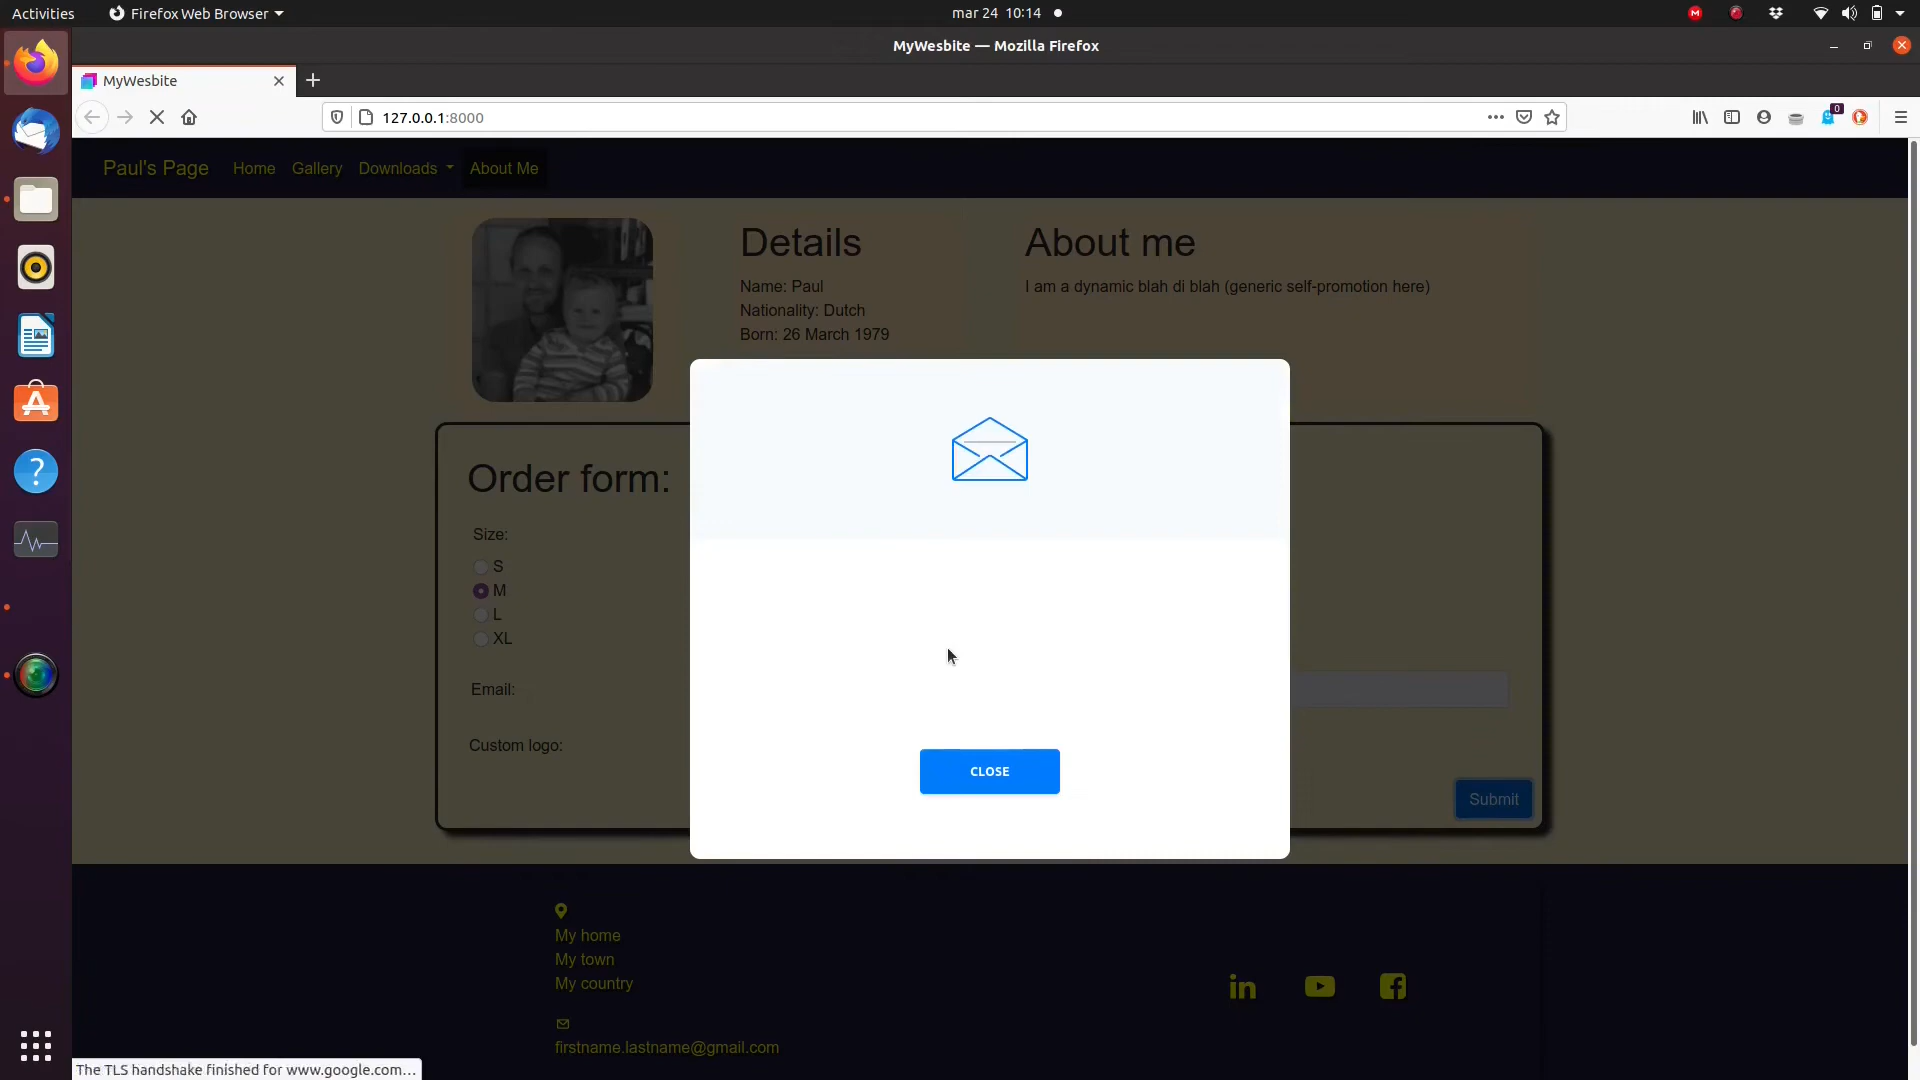 Activities
Firefox Web Browser
mar 24 10:14
MyWesbite — Mozilla Firefox
MyWesbite
127.0.0.1:8000
0
Paul's Page
Home
Gallery
Downloads
About Me
Details
Name: Paul
Nationality: Dutch
Born: 26 March 1979
About me
I am a dynamic blah di blah (generic self-promotion here)
Order form:
Size:
S
M
L
XL
Email:
Custom logo:
CLOSE
Submit
My home
My town
My country
firstname.lastname@gmail.com
The TLS handshake finished for www.google.com…